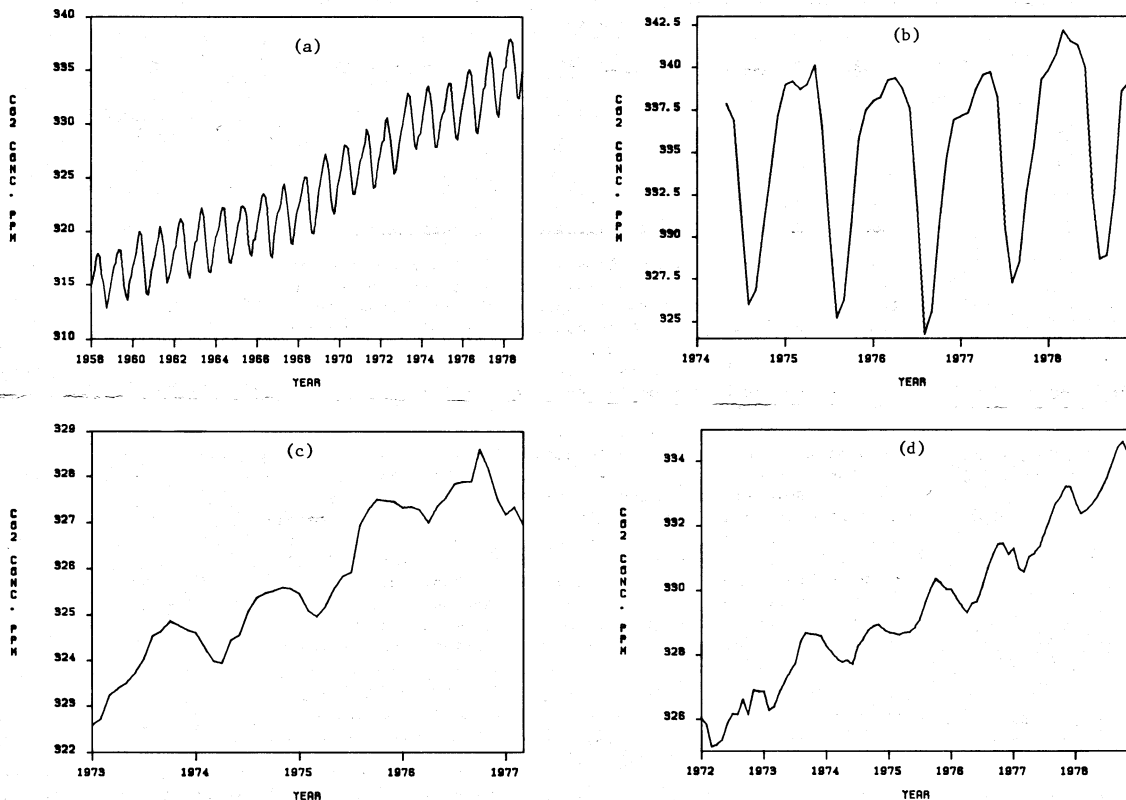 (a)
340
335
330
325
320
315
310
CO2 CONC. PPM
1958 1960 1962 1964 1966 1968 1970 1972 1974 1976 1978
YEAR
(b)
342.5
340
337.5
335
332.5
330
327.5
325
CO2 CONC. PPM
1974 1975 1976 1977 1978
YEAR
(c)
329
328
327
326
325
324
323
322
CO2 CONC. PPM
1973 1974 1975 1976 1977
YEAR
(d)
334
332
330
328
326
CO2 CONC. PPM
1972 1973 1974 1975 1976 1977 1978
YEAR